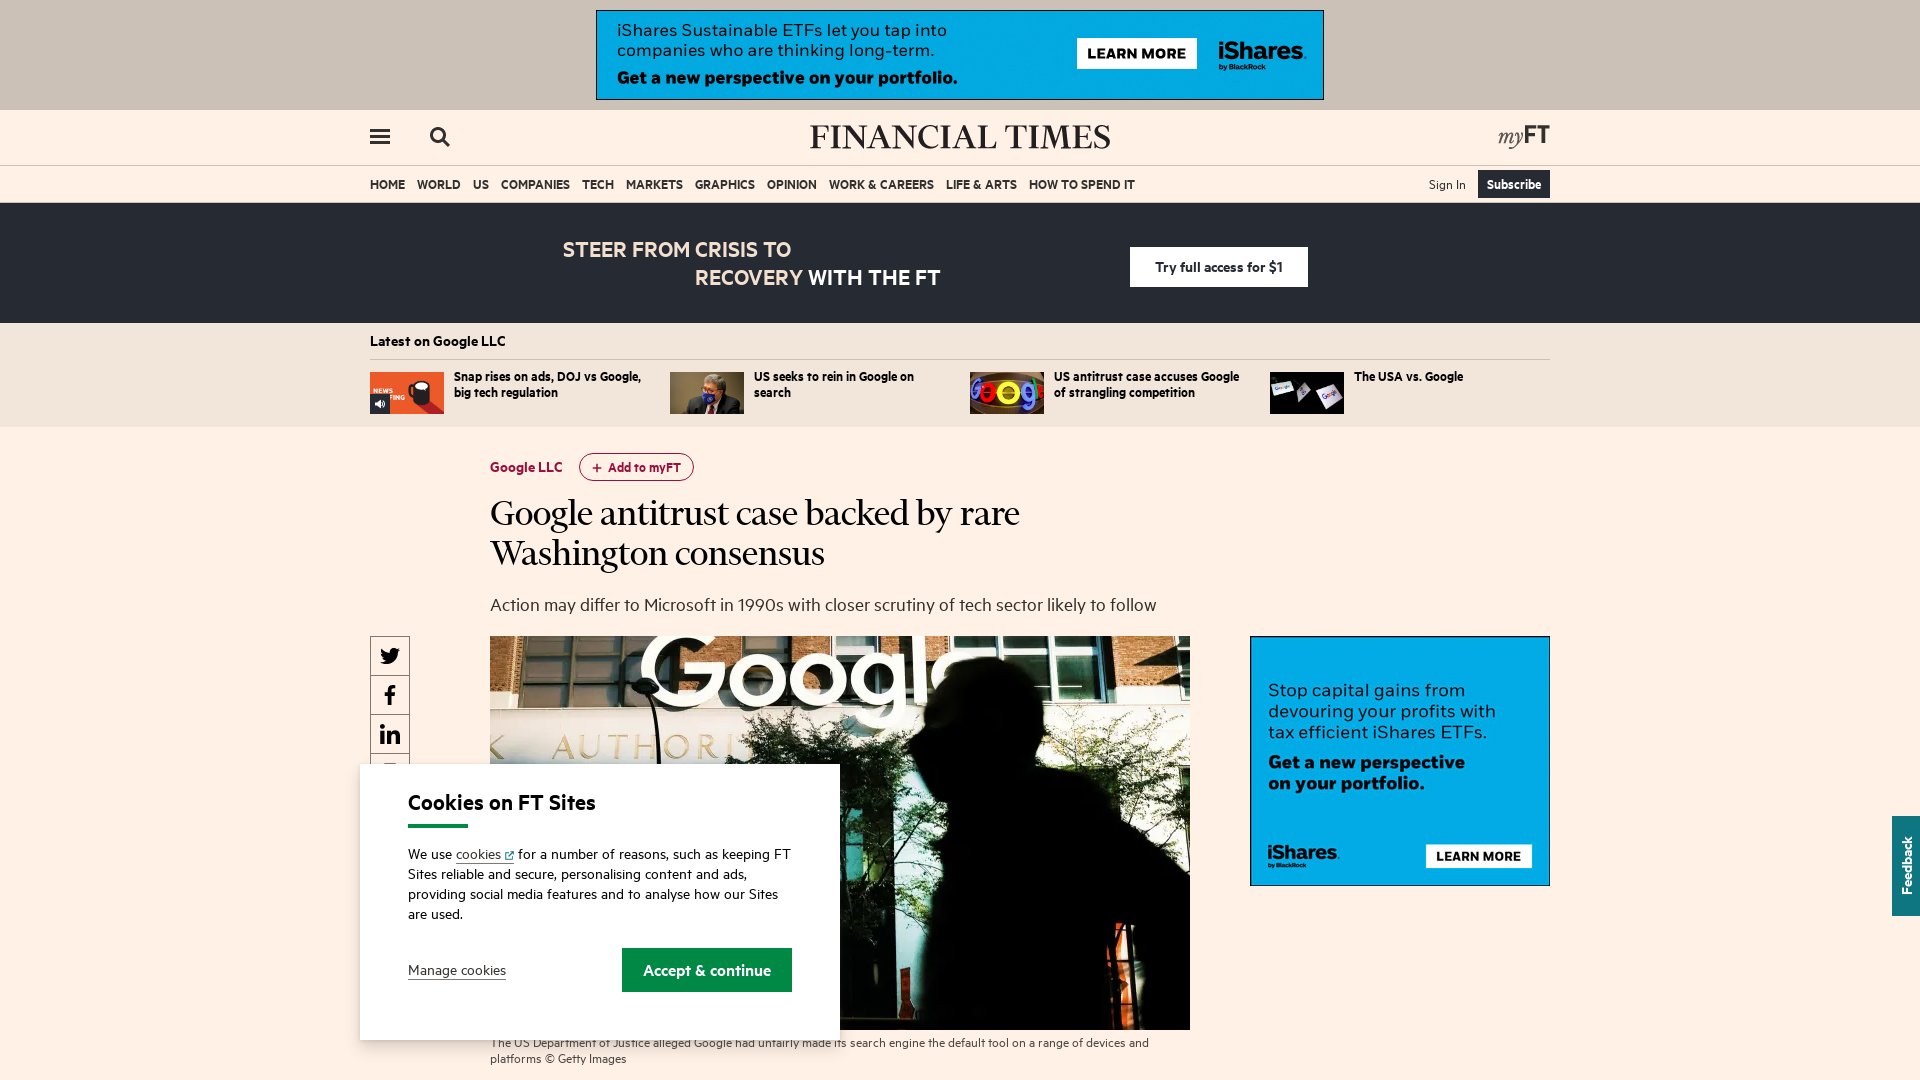 iShares Sustainable ETFs let you tap into
companies who are thinking long-term.
Get a new perspective on your portfolio.
LEARN MORE
iShares
by BlackRock
FINANCIAL TIMES
myFT
HOME WORLD US COMPANIES TECH MARKETS GRAPHICS OPINION WORK & CAREERS LIFE & ARTS HOW TO SPEND IT
Sign In Subscribe
STEER FROM CRISIS TO
RECOVERY WITH THE FT
Try full access for $1
Latest on Google LLC
Snap rises on ads, DOJ vs Google,
big tech regulation
US seeks to rein in Google on
search
US antitrust case accuses Google
of strangling competition
The USA vs. Google
Google LLC
+ Add to myFT
Google antitrust case backed by rare
Washington consensus
Action may differ to Microsoft in 1990s with closer scrutiny of tech sector likely to follow
Google
AUTHORI
Stop capital gains from
devouring your profits with
tax efficient iShares ETFs.
Get a new perspective
on your portfolio.
iShares
by BlackRock
LEARN MORE
Feedback
Cookies on FT Sites
We use cookies for a number of reasons, such as keeping FT
Sites reliable and secure, personalising content and ads,
providing social media features and to analyse how our Sites
are used.
Manage cookies
Accept & continue
The US Department of Justice alleged Google had unfairly made its search engine the default tool on a range of devices and
platforms © Getty Images